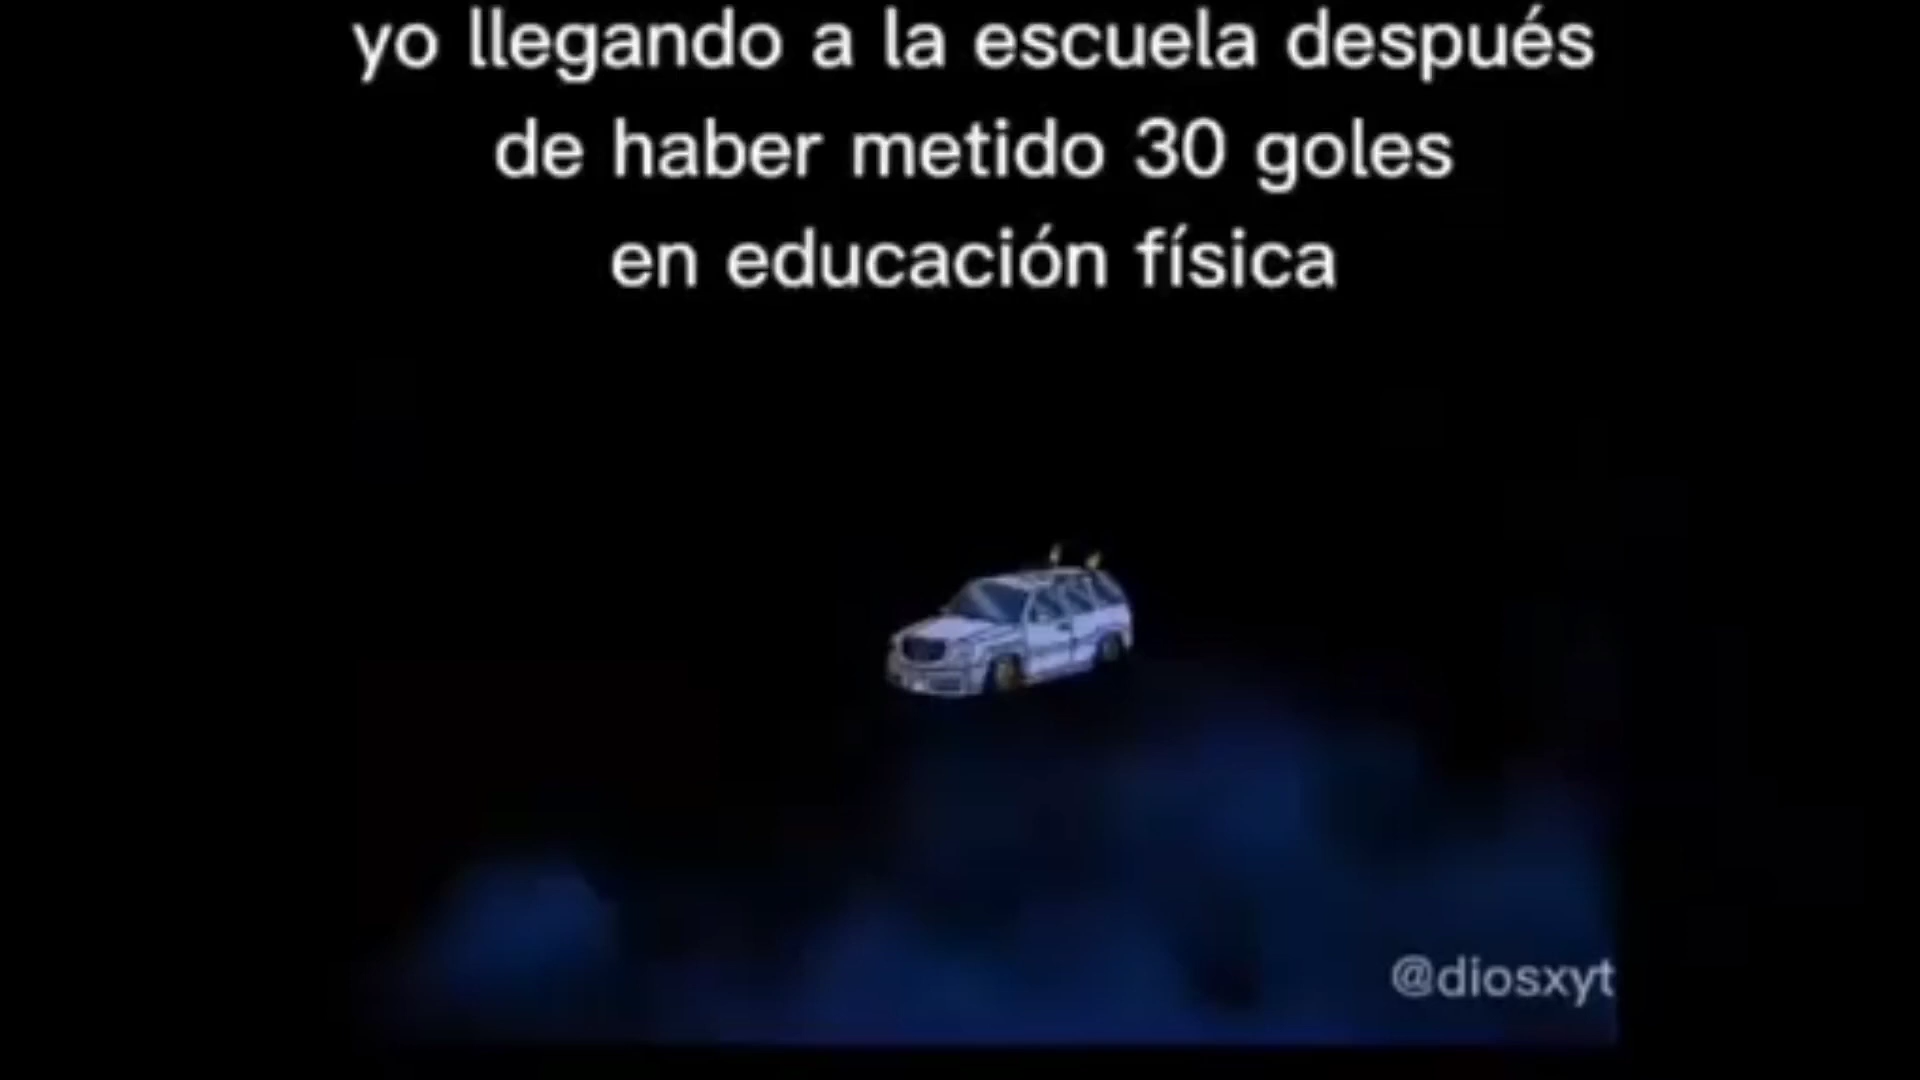 yo llegando a la escuela después
de haber metido 30 goles
en educación física
@diosxyt